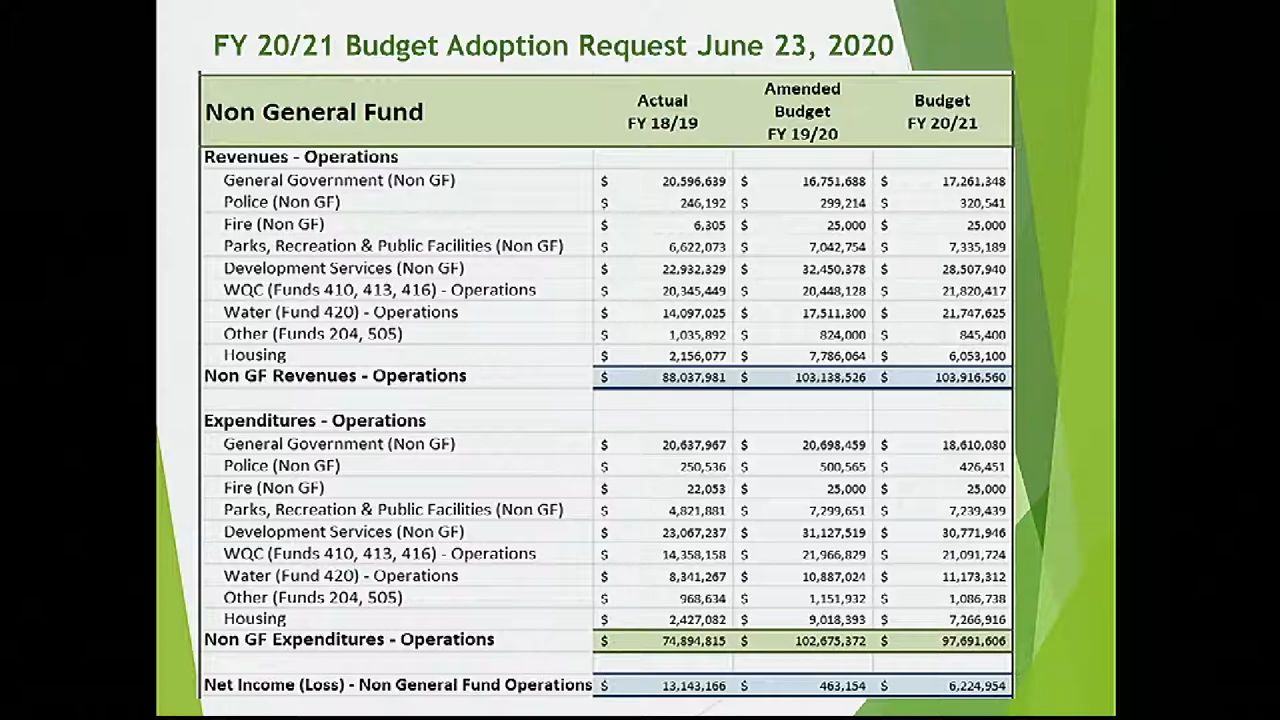 FY 20/21 Budget Adoption Request June 23, 2020
Non General Fund Actual FY 18/19 Amended Budget FY 19/20 Budget FY 20/21
Revenues - Operations
General Government (Non GF) $ 20,596,639 $ 16,751,688 $ 17,261,348
Police (Non GF) $ 246,192 $ 299,214 $ 320,541
Fire (Non GF) $ 6,305 $ 25,000 $ 25,000
Parks, Recreation & Public Facilities (Non GF) $ 6,622,073 $ 7,042,754 $ 7,335,189
Development Services (Non GF) $ 22,932,329 $ 32,450,378 $ 28,507,940
WQC (Funds 410, 413, 416) - Operations $ 20,345,449 $ 20,448,128 $ 21,820,417
Water (Fund 420) - Operations $ 14,097,025 $ 17,511,300 $ 21,747,625
Other (Funds 204, 505) $ 1,035,892 $ 824,000 $ 845,400
Housing $ 2,156,077 $ 7,786,064 $ 6,053,100
Non GF Revenues - Operations $ 88,037,981 $ 103,138,526 $ 103,916,560
Expenditures - Operations
General Government (Non GF) $ 20,637,967 $ 20,698,459 $ 18,610,080
Police (Non GF) $ 250,536 $ 500,565 $ 426,451
Fire (Non GF) $ 22,053 $ 25,000 $ 25,000
Parks, Recreation & Public Facilities (Non GF) $ 4,821,881 $ 7,299,651 $ 7,239,439
Development Services (Non GF) $ 23,067,237 $ 31,127,519 $ 30,771,946
WQC (Funds 410, 413, 416) - Operations $ 14,358,158 $ 21,966,829 $ 21,091,724
Water (Fund 420) - Operations $ 8,341,267 $ 10,887,024 $ 11,173,312
Other (Funds 204, 505) $ 968,634 $ 1,151,932 $ 1,086,738
Housing $ 2,427,082 $ 9,018,393 $ 7,266,916
Non GF Expenditures - Operations $ 74,894,815 $ 102,675,372 $ 97,691,606
Net Income (Loss) - Non General Fund Operations $ 13,143,166 $ 463,154 $ 6,224,954